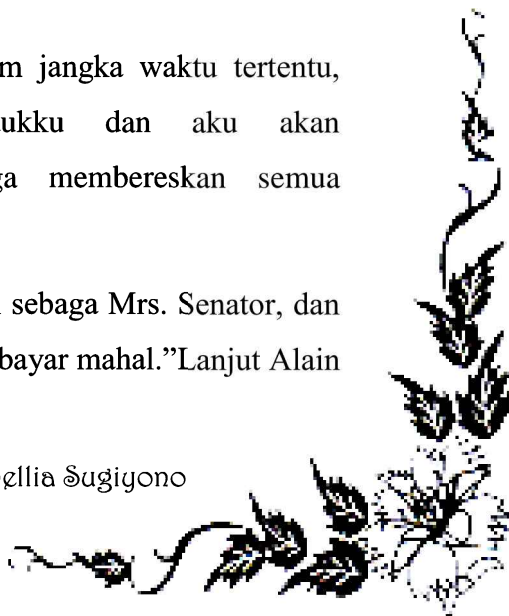 m jangka waktu tertentu,
ukku dan aku akan
ga membereskan semua
sebaga Mrs. Senator, dan
bayar mahal.”Lanjut Alain
ellia Sugiyono